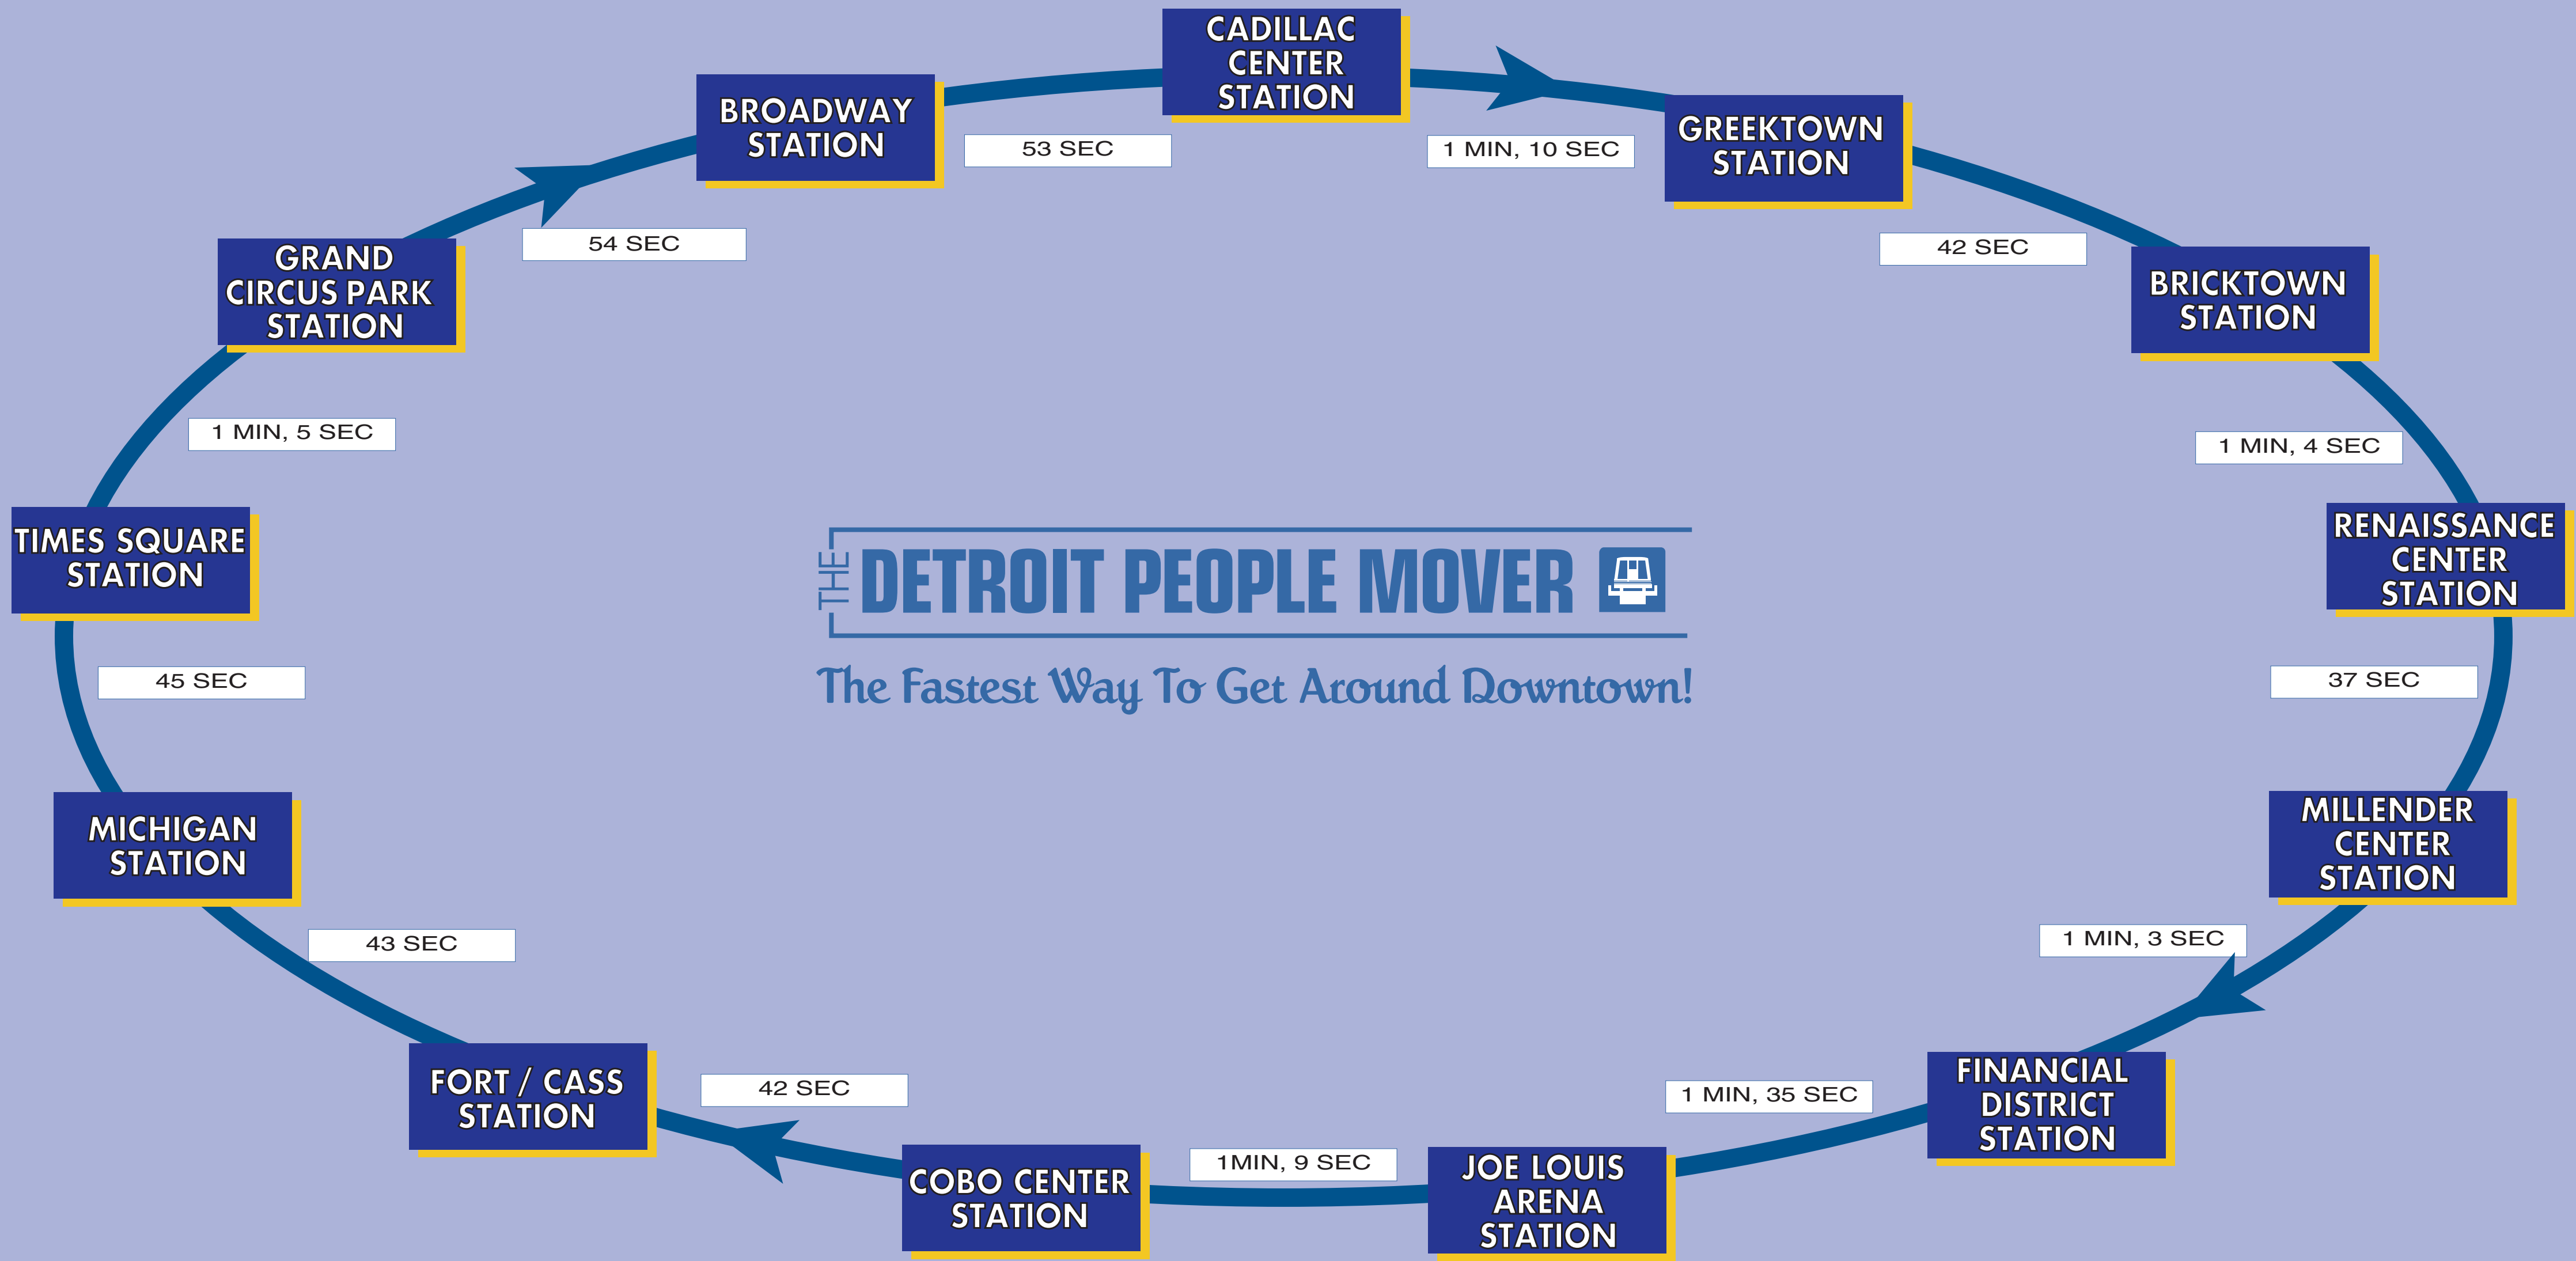 CADILLAC
CENTER
STATION
BROADWAY
STATION
53 SEC
1 MIN, 10 SEC
GREEKTOWN
STATION
54 SEC
42 SEC
GRAND
CIRCUS PARK
STATION
BRICKTOWN
STATION
1 MIN, 5 SEC
1 MIN, 4 SEC
TIMES SQUARE
STATION
THE DETROIT PEOPLE MOVER
The Fastest Way To Get Around Downtown!
RENAISSANCE
CENTER
STATION
45 SEC
37 SEC
MICHIGAN
STATION
MILLENDER
CENTER
STATION
43 SEC
1 MIN, 3 SEC
FORT / CASS
STATION
42 SEC
1 MIN, 35 SEC
FINANCIAL
DISTRICT
STATION
COBO CENTER
STATION
1MIN, 9 SEC
JOE LOUIS
ARENA
STATION